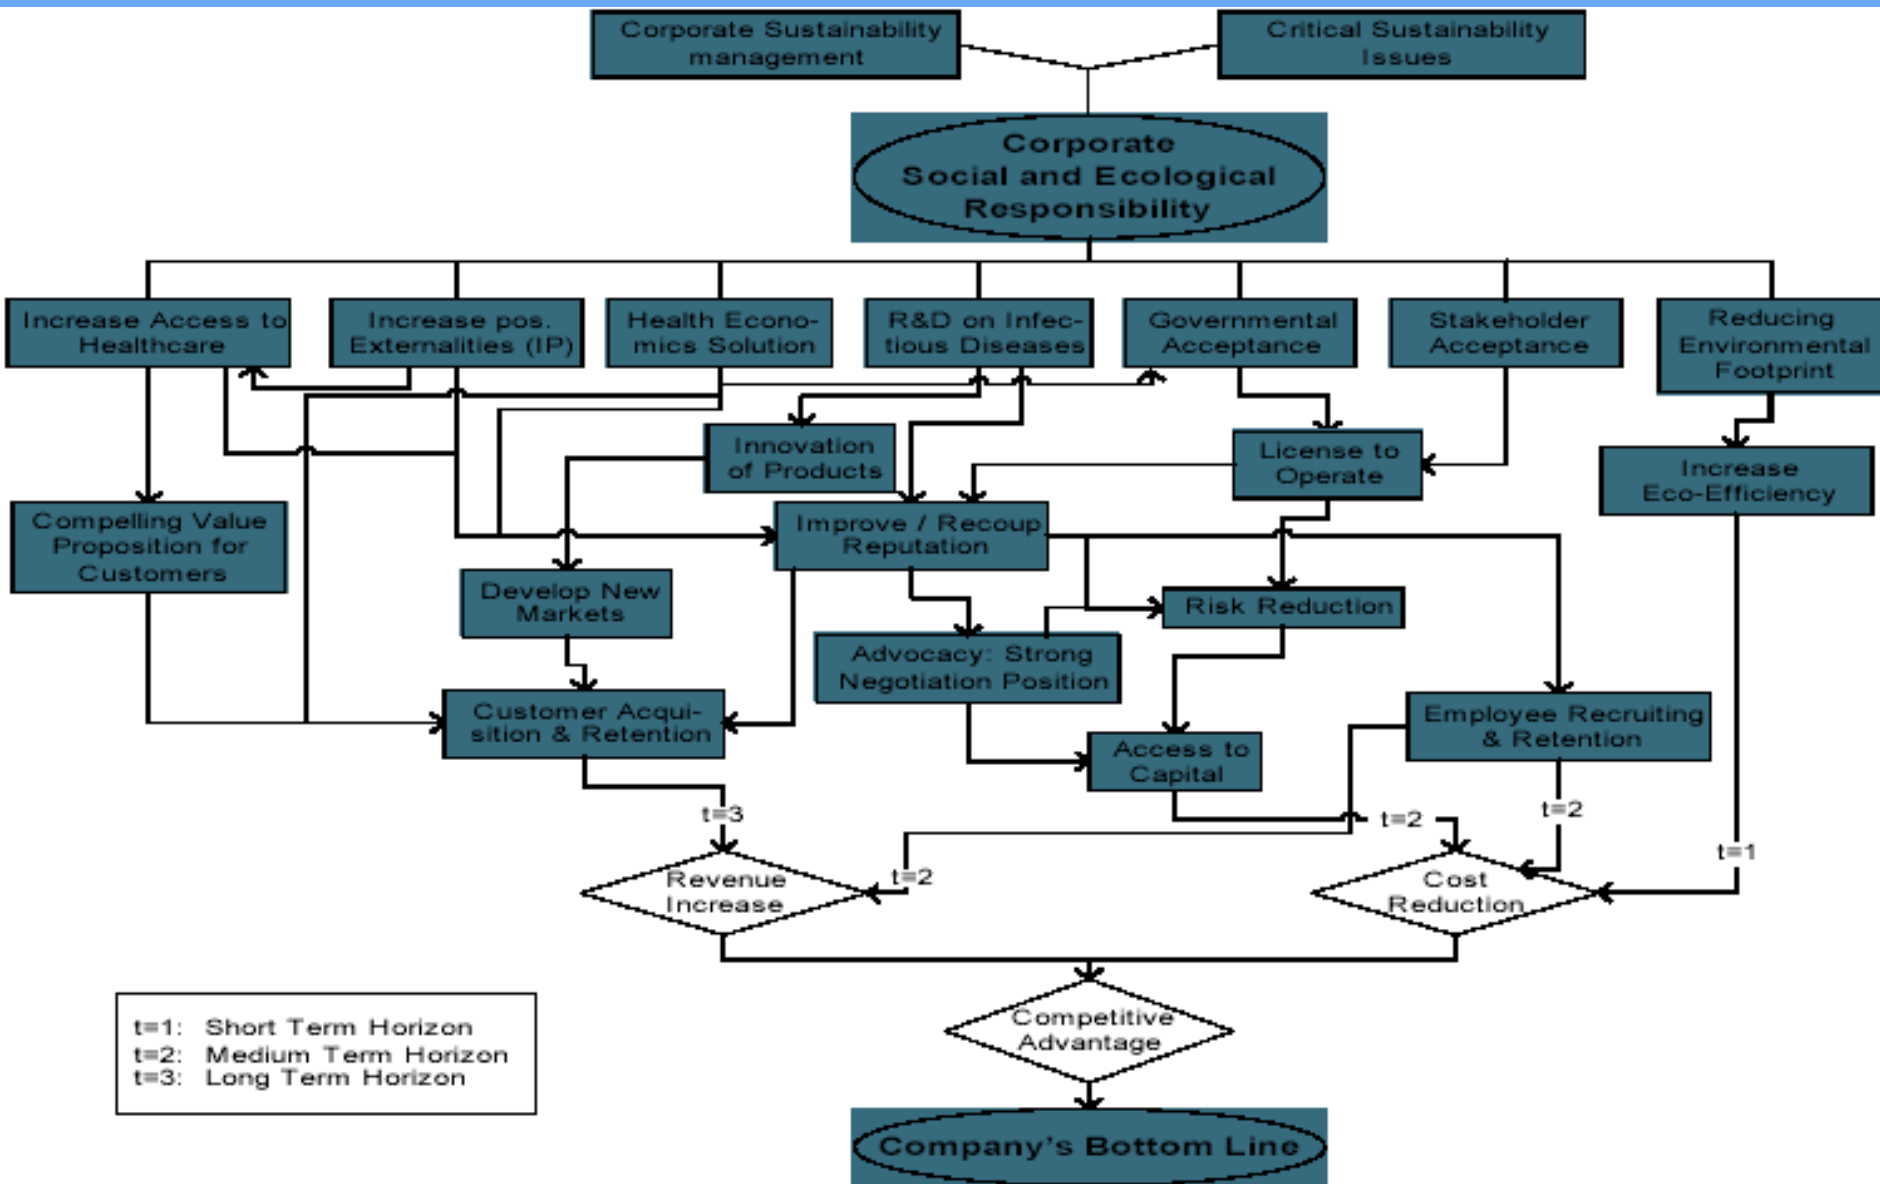 Corporate Sustainability
management
Critical Sustainability
Issues
Corporate
Social and Ecological
Responsibility
Increase Access to
Healthcare
Increase pos.
Externalities (IP)
Health Econo-
mics Solution
R&D on Infec-
tious Diseases
Governmental
Acceptance
Stakeholder
Acceptance
Reducing
Environmental
Footprint
Innovation
of Products
License to
Operate
Increase
Eco-Efficiency
Compelling Value
Proposition for
Customers
Improve / Recoup
Reputation
Develop New
Markets
Risk Reduction
Advocacy: Strong
Negotiation Position
Customer Acqui-
sition & Retention
Access to
Capital
Employee Recruiting
& Retention
t=3
t=2
t=2
t=1
t=2
Revenue
Increase
Cost
Reduction
Competitive
Advantage
t=1: Short Term Horizon
t=2: Medium Term Horizon
t=3: Long Term Horizon
Company's Bottom Line